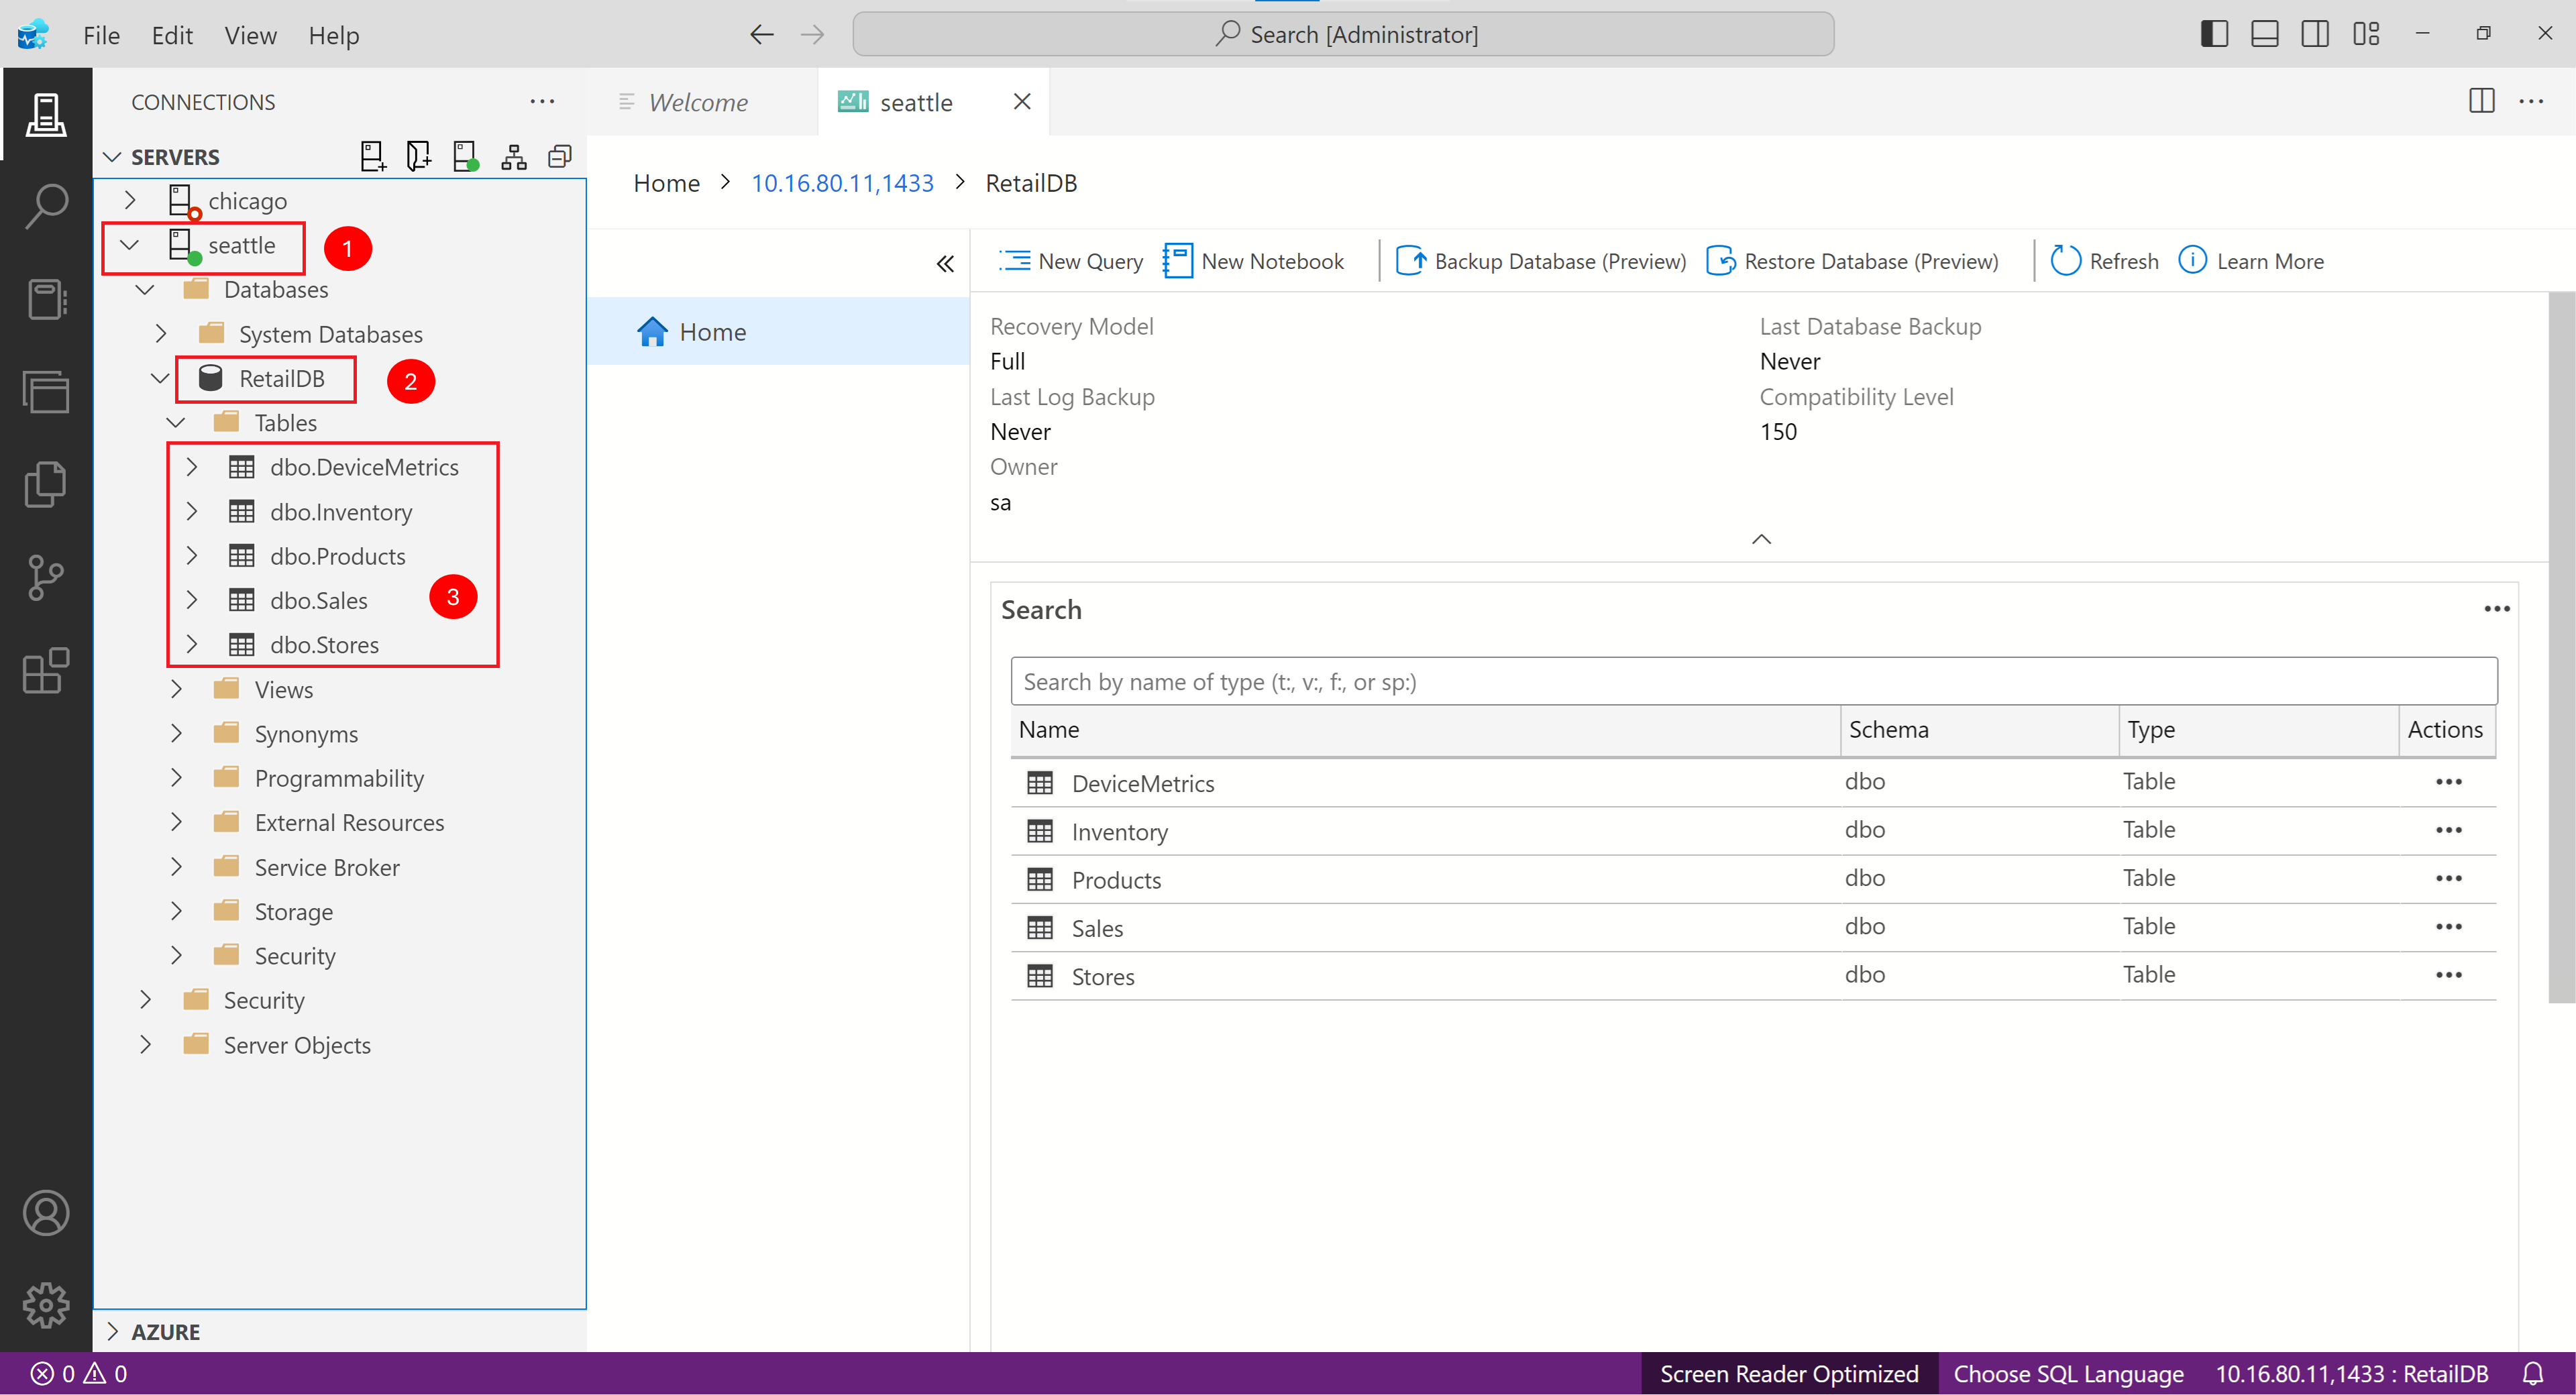 File Edit View Help Search [Administrator]
CONNECTIONS
SERVERS
chicago
seattle 1
Databases
System Databases
RetailDB 2
Tables
dbo.DeviceMetrics
dbo.Inventory
dbo.Products
dbo.Sales 3
dbo.Stores
Views
Synonyms
Programmability
External Resources
Service Broker
Storage
Security
Security
Server Objects
AZURE
Welcome seattle
Home > 10.16.80.11,1433 > RetailDB
Home
New Query New Notebook Backup Database (Preview) Restore Database (Preview) Refresh Learn More
Recovery Model Last Database Backup
Full Never
Last Log Backup Compatibility Level
Never 150
Owner
sa
Search
Search by name of type (t:, v:, f:, or sp:)
Name Schema Type Actions
DeviceMetrics dbo Table
Inventory dbo Table
Products dbo Table
Sales dbo Table
Stores dbo Table
0 0 Screen Reader Optimized Choose SQL Language 10.16.80.11,1433 : RetailDB